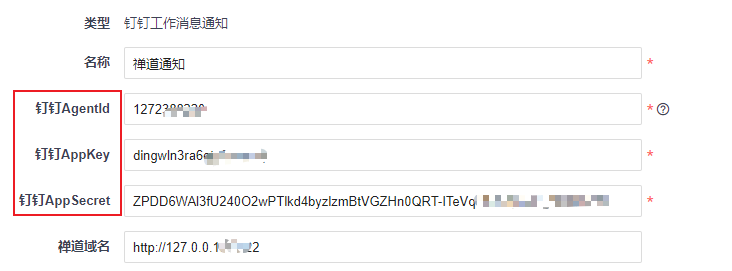 类型 钉钉工作消息通知
名称 禅道通知 *
钉钉AgentId *
钉钉AppKey *
钉钉AppSecret *
禅道域名